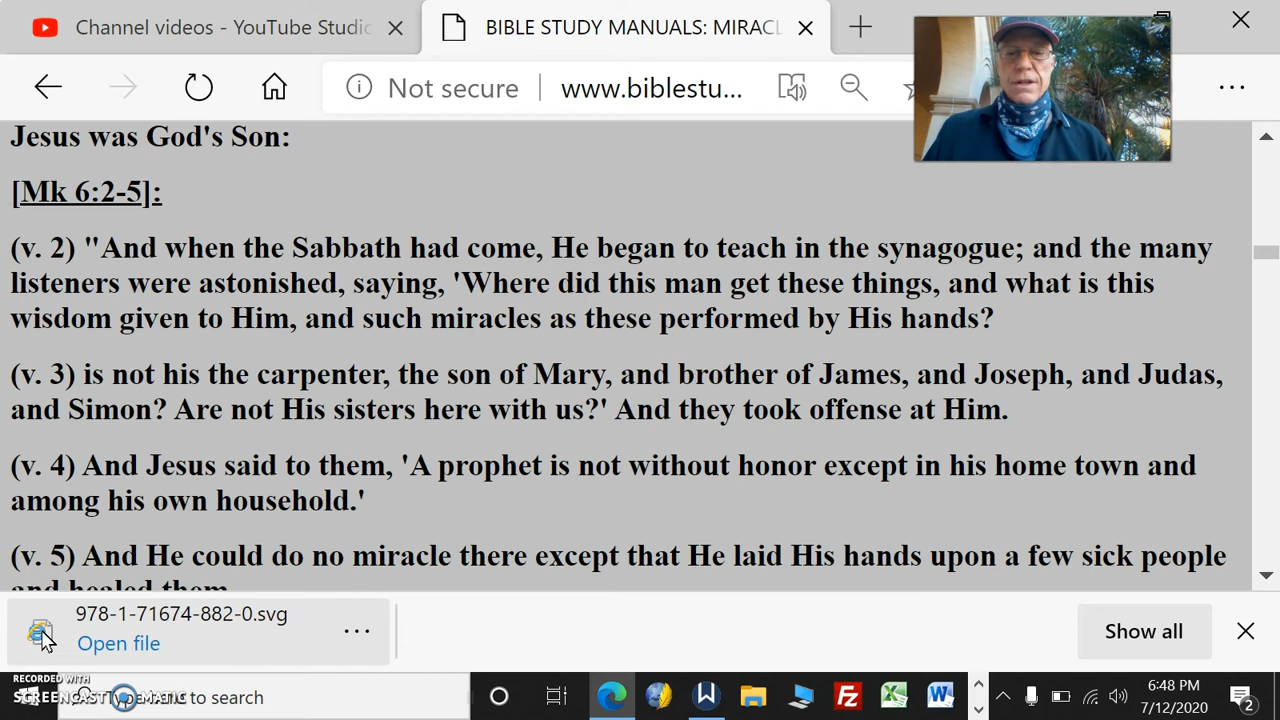 Channel videos - YouTube Studio
BIBLE STUDY MANUALS: MIRACL
Not secure
www.biblestu...
Jesus was God's Son:
[Mk 6:2-5]:
(v. 2) "And when the Sabbath had come, He began to teach in the synagogue; and the many
listeners were astonished, saying, 'Where did this man get these things, and what is this
wisdom given to Him, and such miracles as these performed by His hands?
(v. 3) is not his the carpenter, the son of Mary, and brother of James, and Joseph, and Judas,
and Simon? Are not His sisters here with us?' And they took offense at Him.
(v. 4) And Jesus said to them, 'A prophet is not without honor except in his home town and
among his own household.'
(v. 5) And He could do no miracle there except that He laid His hands upon a few sick people
and healed them.
978-1-71674-882-0.svg
Open file
Show all
RECORDED WITH
SCREENCAST MATIC
to search
6:48 PM
7/12/2020
2